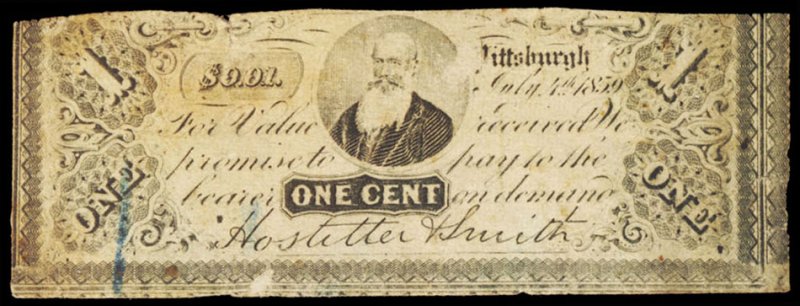 1 $0.01. Pittsburgh 1
July 4th 1859
For Value received We
promise to pay to the
ONE bearer ONE CENT on demand ONE
Hostetter & Smith